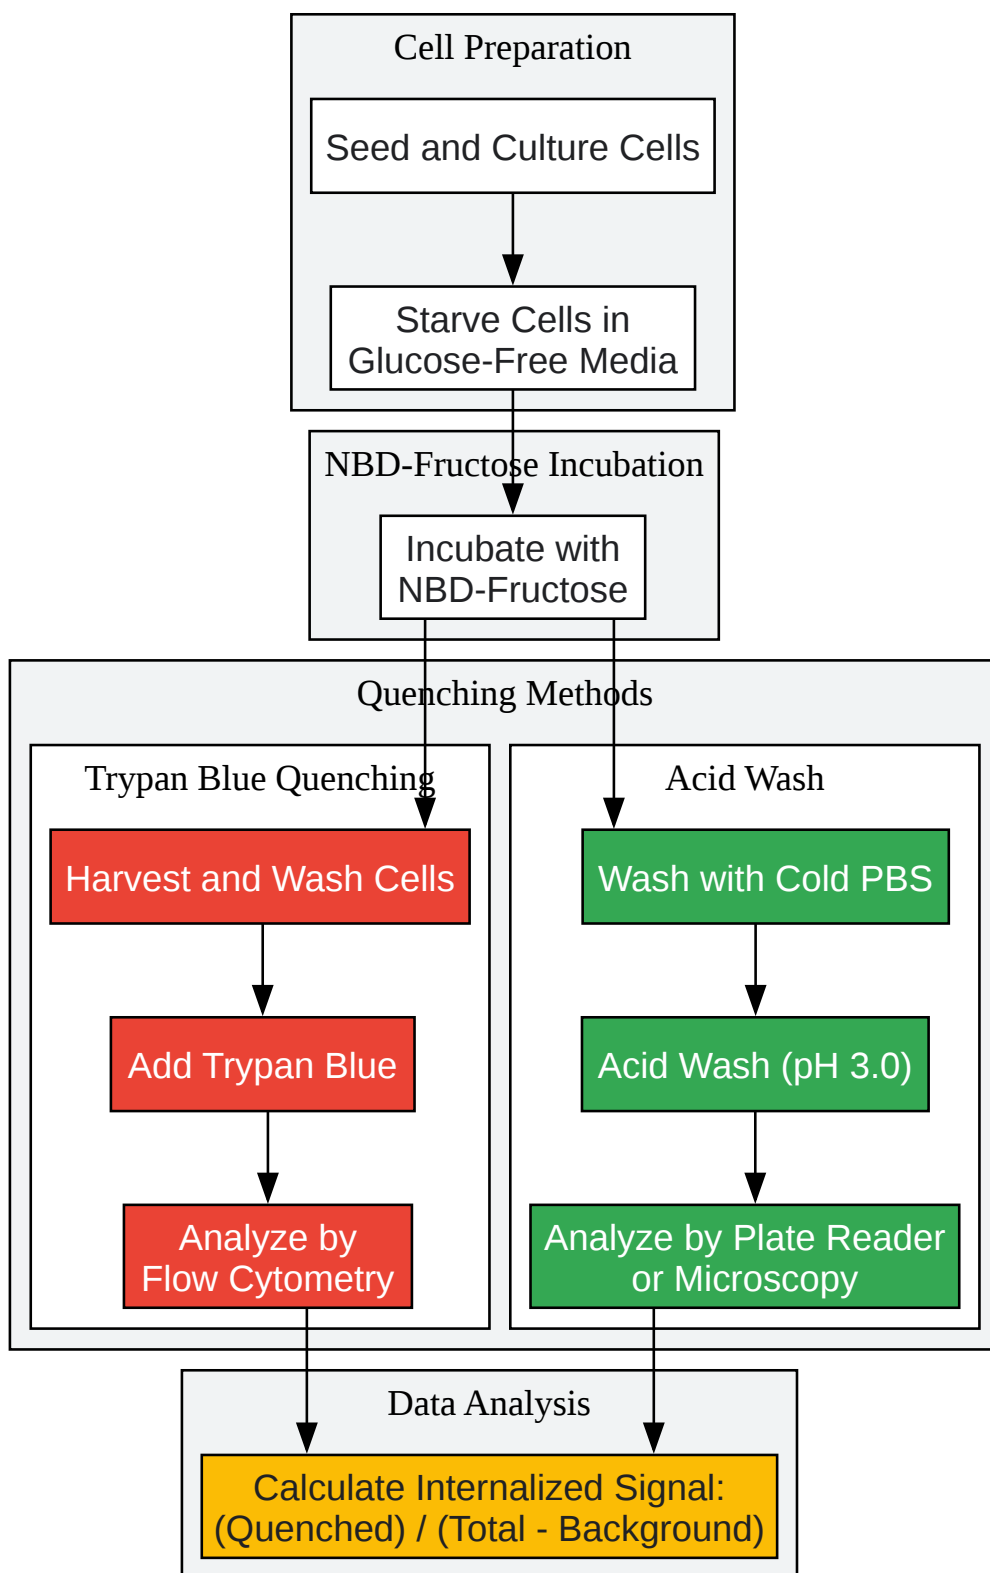 Cell Preparation
Seed and Culture Cells
Starve Cells in
Glucose-Free Media
NBD-Fructose Incubation
Incubate with
NBD-Fructose
Quenching Methods
Trypan Blue Quenching
Harvest and Wash Cells
Add Trypan Blue
Analyze by
Flow Cytometry
Acid Wash
Wash with Cold PBS
Acid Wash (pH 3.0)
Analyze by Plate Reader
or Microscopy
Data Analysis
Calculate Internalized Signal:
(Quenched) / (Total - Background)